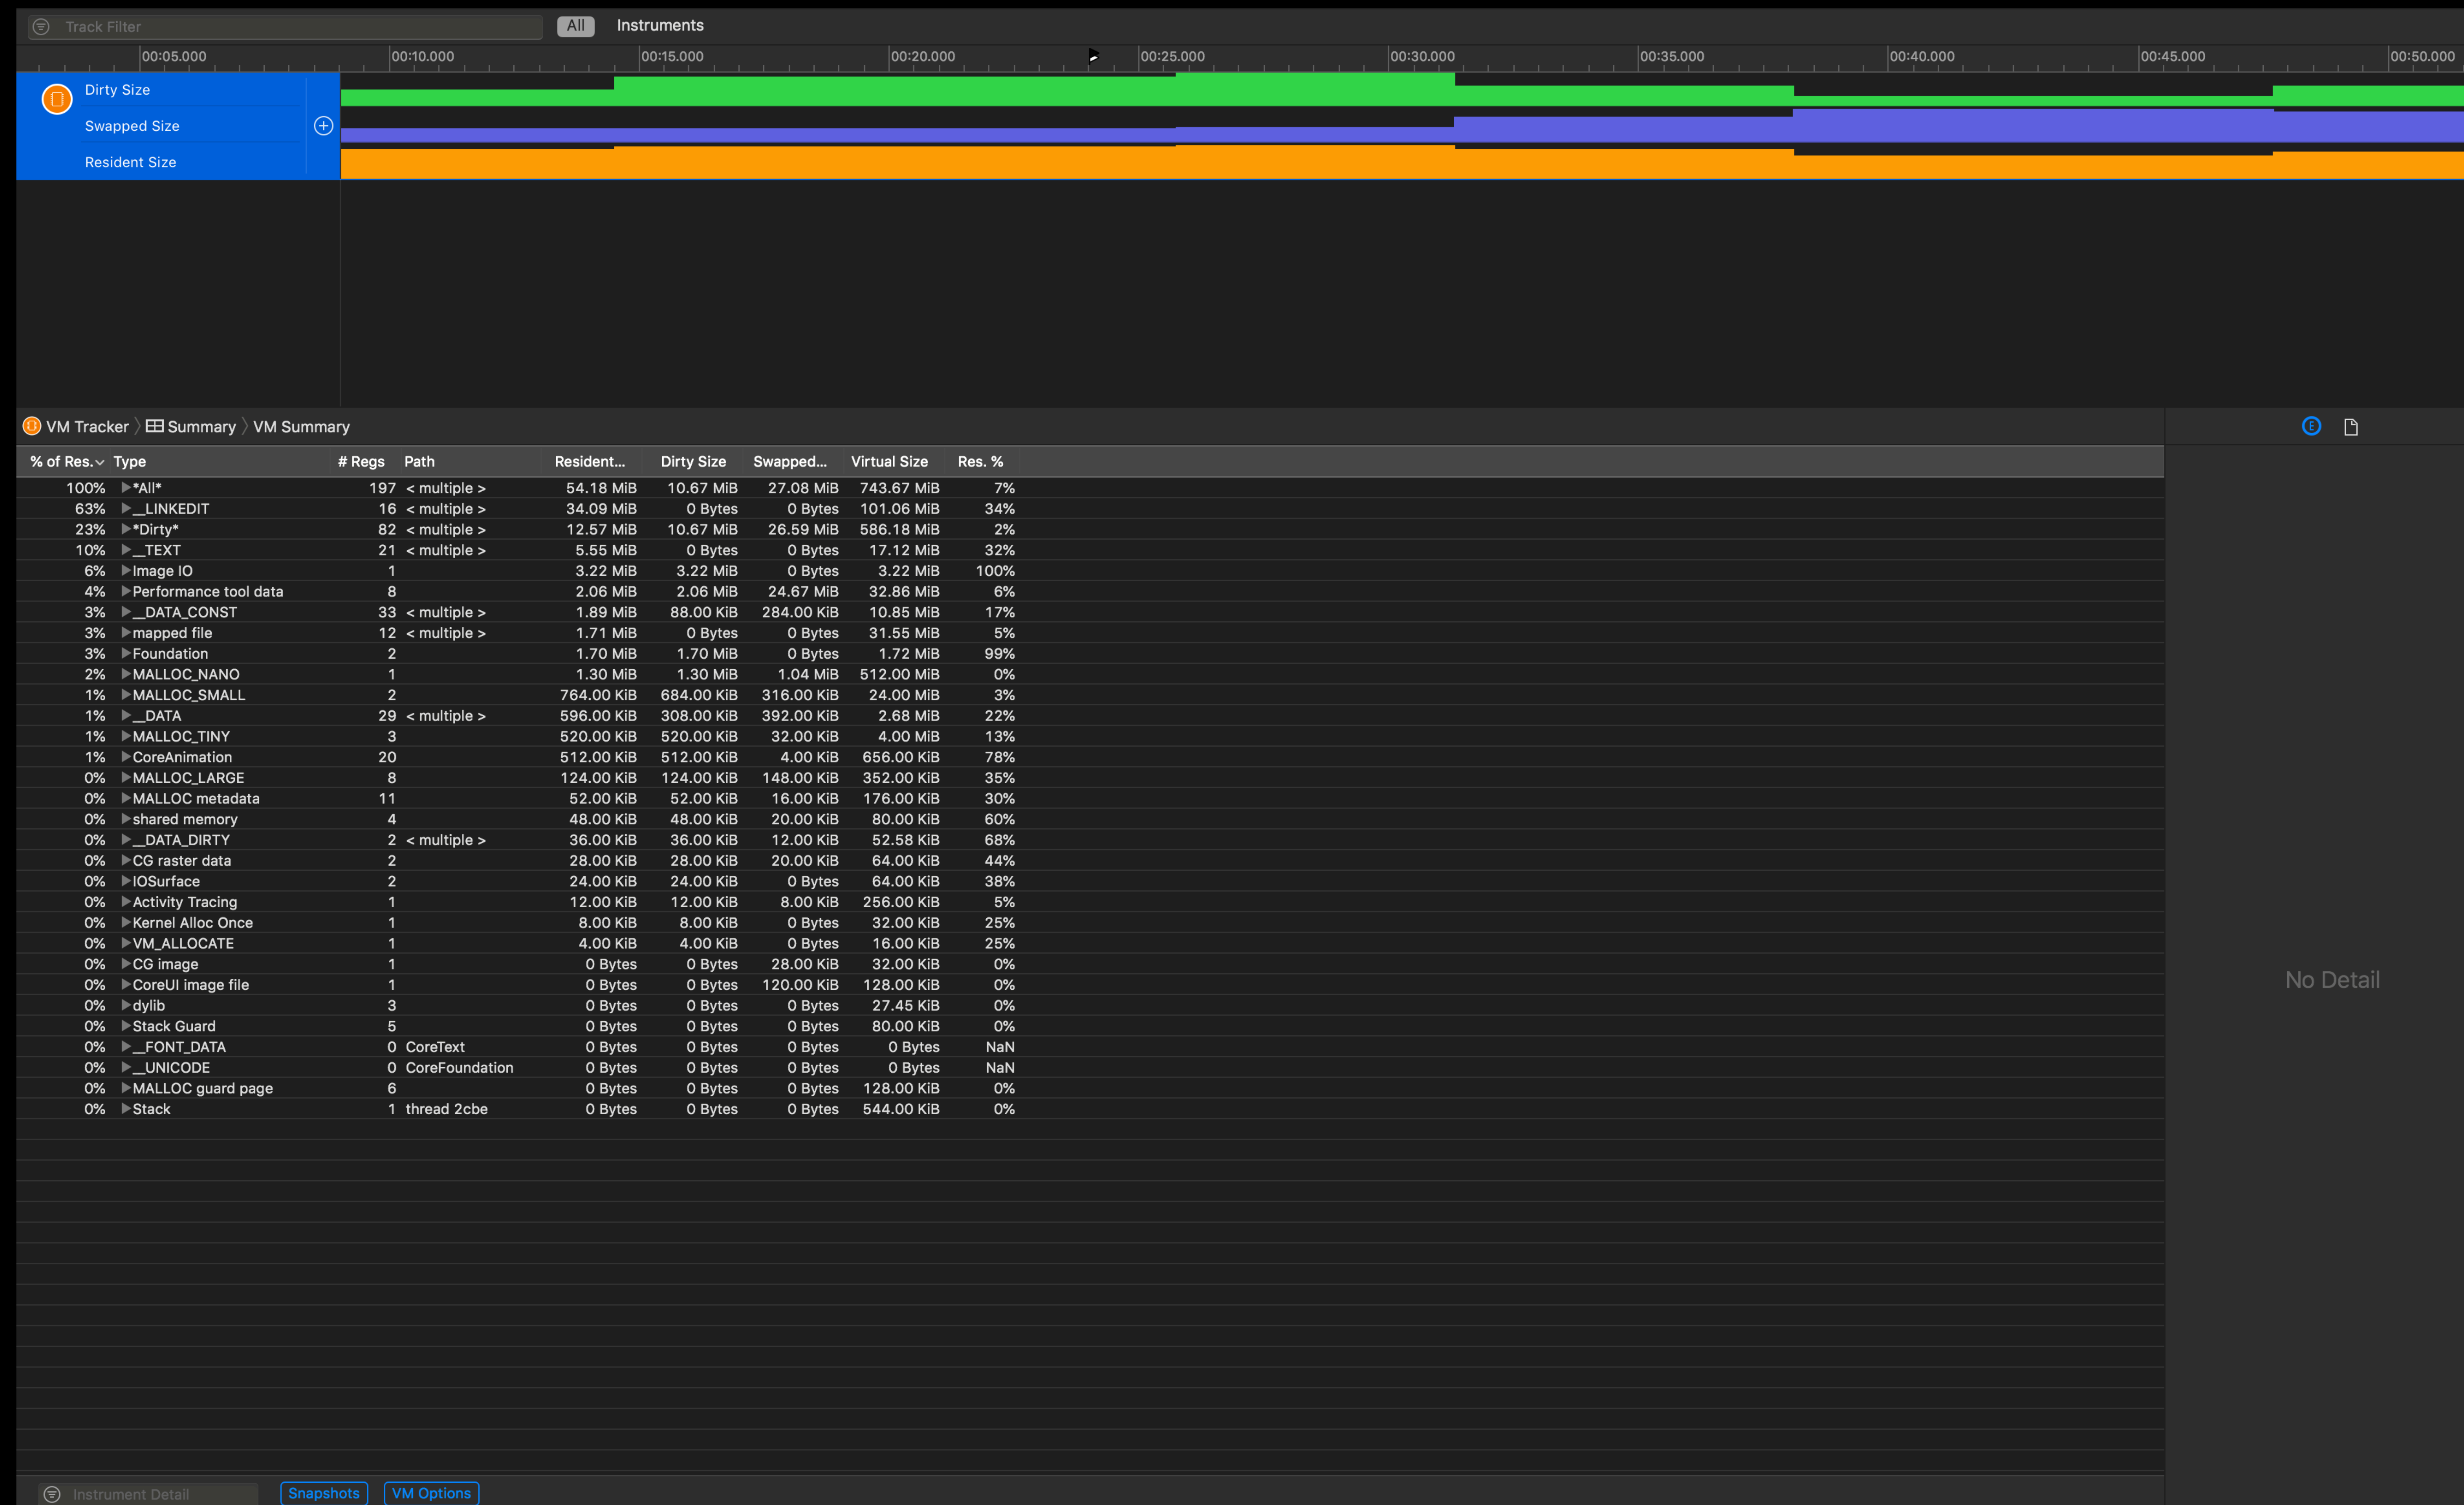 Track Filter All Instruments
00:05.000 00:10.000 00:15.000 00:20.000 00:25.000 00:30.000 00:35.000 00:40.000 00:45.000 00:50.000
Dirty Size
Swapped Size
Resident Size
VM Tracker Summary VM Summary
% of Res. Type # Regs Path Resident... Dirty Size Swapped... Virtual Size Res. %
100% *All* 197 < multiple > 54.18 MiB 10.67 MiB 27.08 MiB 743.67 MiB 7%
63% __LINKEDIT 16 < multiple > 34.09 MiB 0 Bytes 0 Bytes 101.06 MiB 34%
23% *Dirty* 82 < multiple > 12.57 MiB 10.67 MiB 26.59 MiB 586.18 MiB 2%
10% __TEXT 21 < multiple > 5.55 MiB 0 Bytes 0 Bytes 17.12 MiB 32%
6% Image IO 1 3.22 MiB 3.22 MiB 0 Bytes 3.22 MiB 100%
4% Performance tool data 8 2.06 MiB 2.06 MiB 24.67 MiB 32.86 MiB 6%
3% __DATA_CONST 33 < multiple > 1.89 MiB 88.00 KiB 284.00 KiB 10.85 MiB 17%
3% mapped file 12 < multiple > 1.71 MiB 0 Bytes 0 Bytes 31.55 MiB 5%
3% Foundation 2 1.70 MiB 1.70 MiB 0 Bytes 1.72 MiB 99%
2% MALLOC_NANO 1 1.30 MiB 1.30 MiB 1.04 MiB 512.00 MiB 0%
1% MALLOC_SMALL 2 764.00 KiB 684.00 KiB 316.00 KiB 24.00 MiB 3%
1% __DATA 29 < multiple > 596.00 KiB 308.00 KiB 392.00 KiB 2.68 MiB 22%
1% MALLOC_TINY 3 520.00 KiB 520.00 KiB 32.00 KiB 4.00 MiB 13%
1% CoreAnimation 20 512.00 KiB 512.00 KiB 4.00 KiB 656.00 KiB 78%
0% MALLOC_LARGE 8 124.00 KiB 124.00 KiB 148.00 KiB 352.00 KiB 35%
0% MALLOC metadata 11 52.00 KiB 52.00 KiB 16.00 KiB 176.00 KiB 30%
0% shared memory 4 48.00 KiB 48.00 KiB 20.00 KiB 80.00 KiB 60%
0% __DATA_DIRTY 2 < multiple > 36.00 KiB 36.00 KiB 12.00 KiB 52.58 KiB 68%
0% CG raster data 2 28.00 KiB 28.00 KiB 20.00 KiB 64.00 KiB 44%
0% IOSurface 2 24.00 KiB 24.00 KiB 0 Bytes 64.00 KiB 38%
0% Activity Tracing 1 12.00 KiB 12.00 KiB 8.00 KiB 256.00 KiB 5%
0% Kernel Alloc Once 1 8.00 KiB 8.00 KiB 0 Bytes 32.00 KiB 25%
0% VM_ALLOCATE 1 4.00 KiB 4.00 KiB 0 Bytes 16.00 KiB 25%
0% CG image 1 0 Bytes 0 Bytes 28.00 KiB 32.00 KiB 0%
0% CoreUI image file 1 0 Bytes 0 Bytes 120.00 KiB 128.00 KiB 0%
0% dylib 3 0 Bytes 0 Bytes 0 Bytes 27.45 KiB 0%
0% Stack Guard 5 0 Bytes 0 Bytes 0 Bytes 80.00 KiB 0%
0% __FONT_DATA 0 CoreText 0 Bytes 0 Bytes 0 Bytes 0 Bytes NaN
0% __UNICODE 0 CoreFoundation 0 Bytes 0 Bytes 0 Bytes 0 Bytes NaN
0% MALLOC guard page 6 0 Bytes 0 Bytes 0 Bytes 128.00 KiB 0%
0% Stack 1 thread 2cbe 0 Bytes 0 Bytes 0 Bytes 544.00 KiB 0%
E
No Detail
Instrument Detail Snapshots VM Options